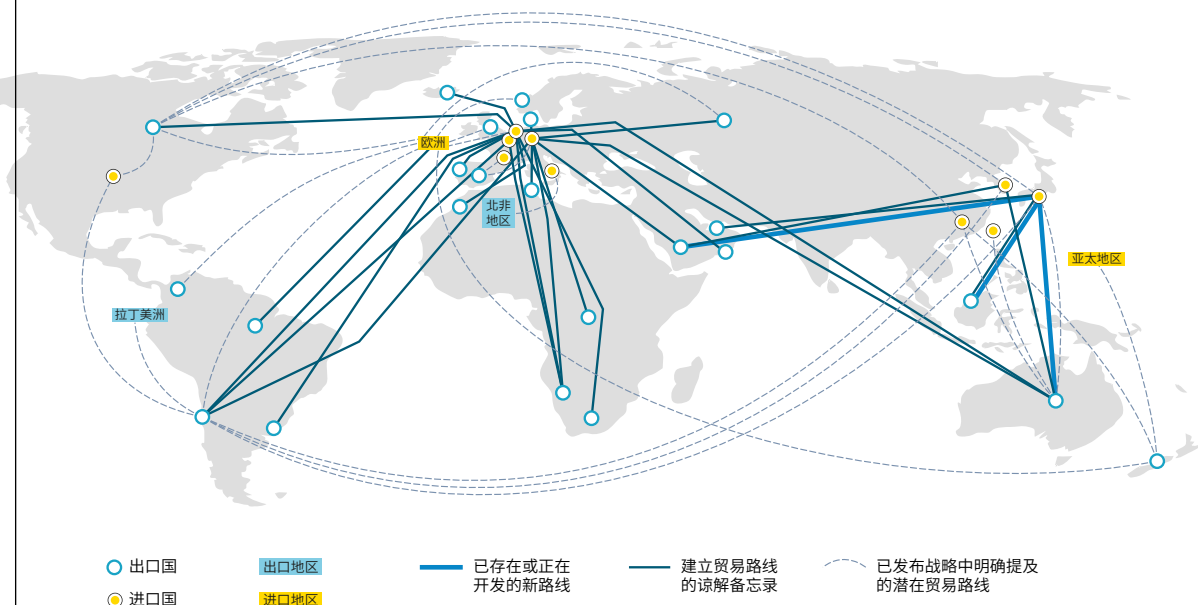 欧洲
北非
地区
亚太地区
拉丁美洲
出口国
出口地区
已存在或正在
开发的新路线
建立贸易路线
的谅解备忘录
已发布战略中明确提及
的潜在贸易路线
进口国
进口地区